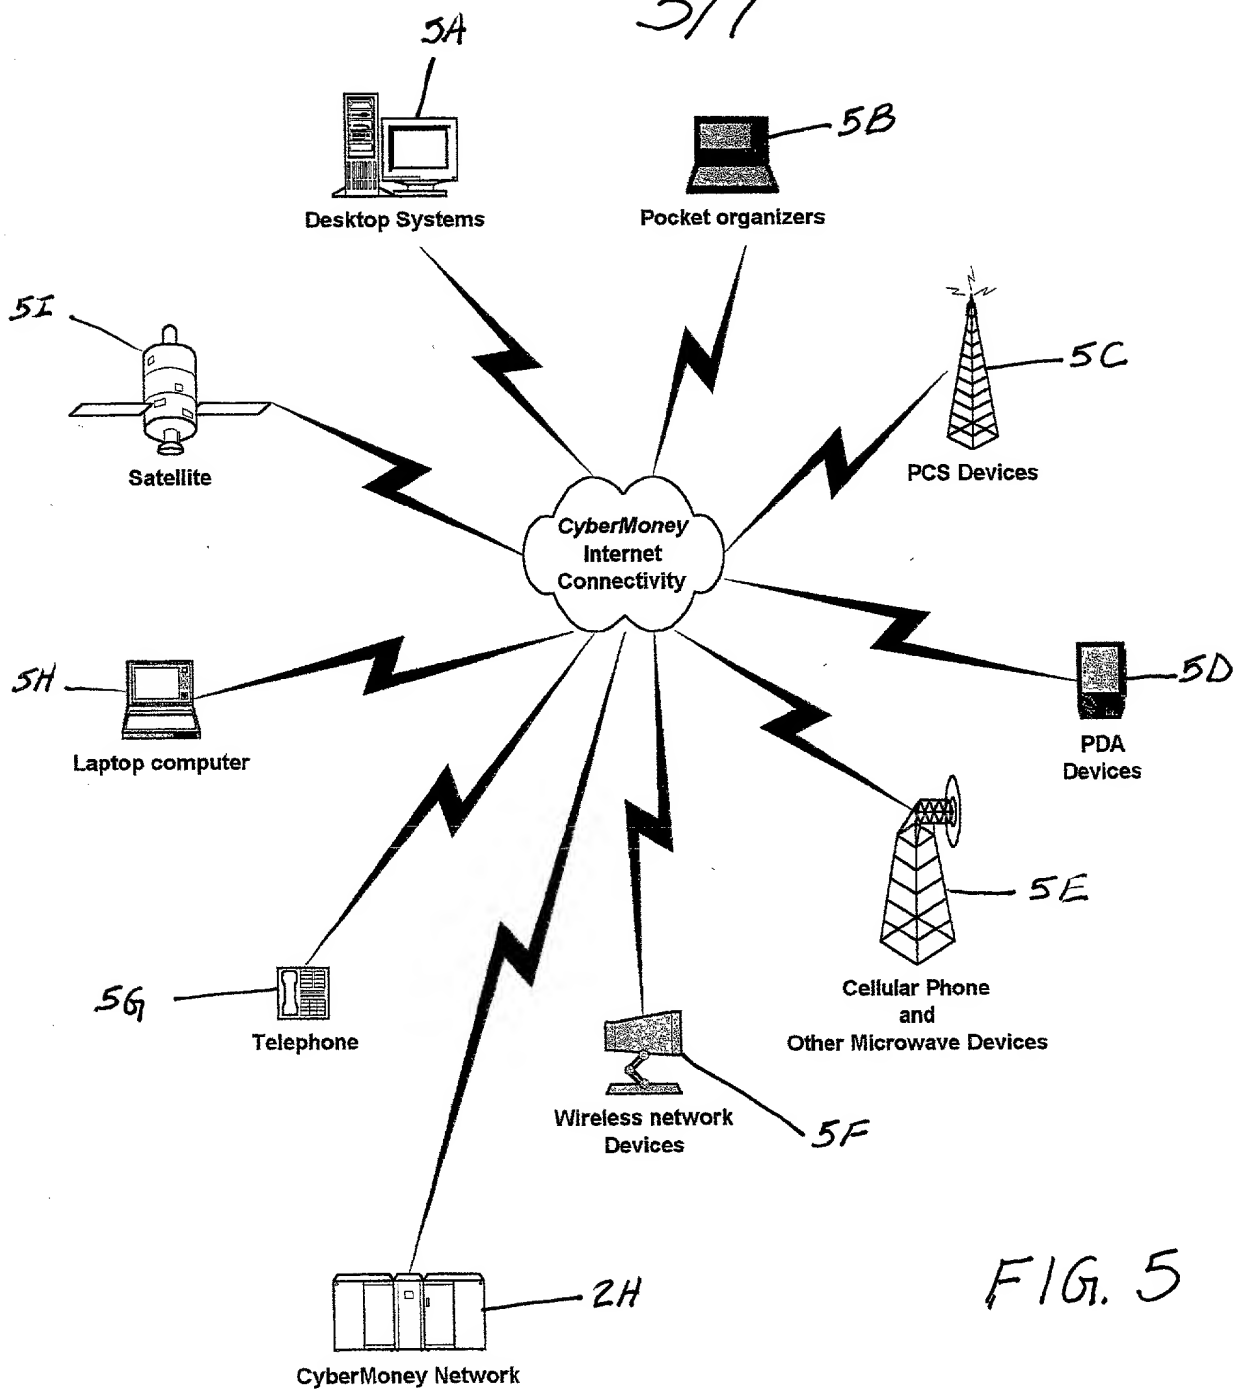 5/7
5A
5B
Desktop Systems
Pocket organizers
5I
5C
Satellite
PCS Devices
CyberMoney
Internet
Connectivity
5H
5D
Laptop computer
PDA
Devices
5E
5G
Cellular Phone
and
Other Microwave Devices
Telephone
Wireless network
Devices
5F
2H
FIG. 5
CyberMoney Network